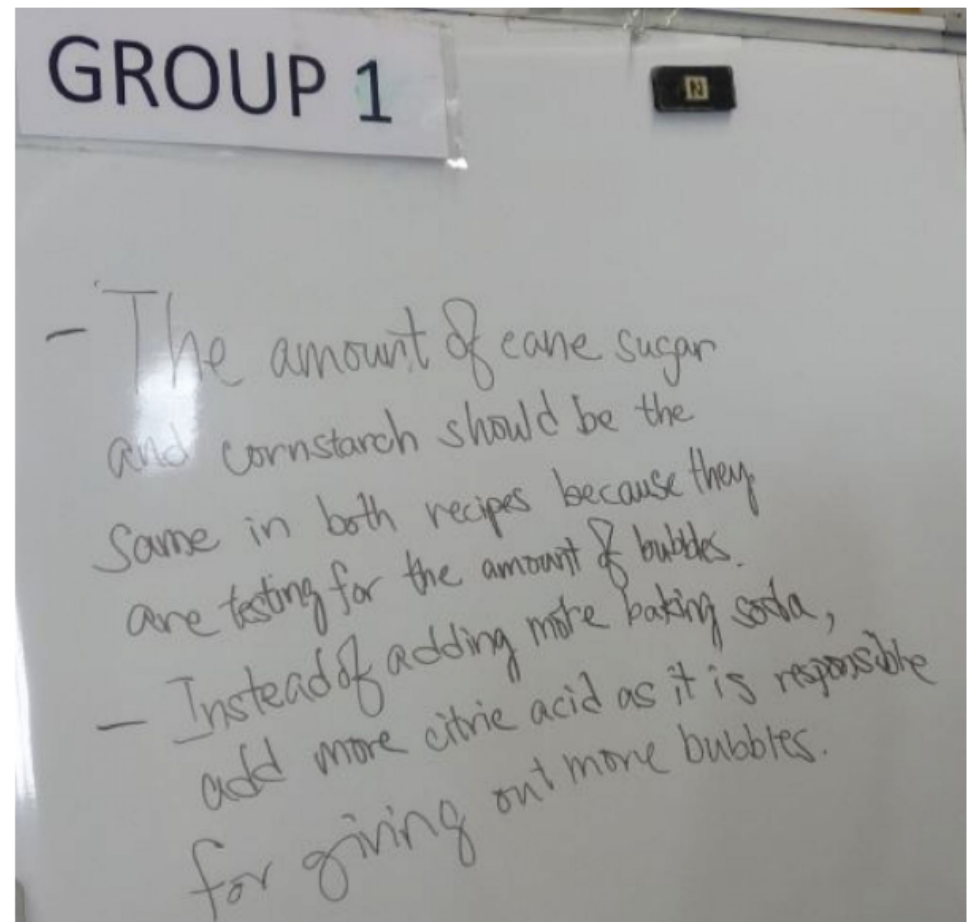 GROUP 1
N
- The amount of cane sugar
and cornstarch should be the
same in both recipes because they
are testing for the amount of bubbles.
- Instead of adding more baking soda,
add more citric acid as it is responsible
for giving out more bubbles.